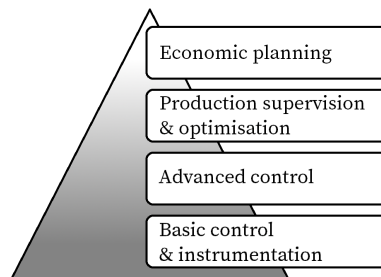 Economic planning
Production supervision
& optimisation
Advanced control
Basic control
& instrumentation